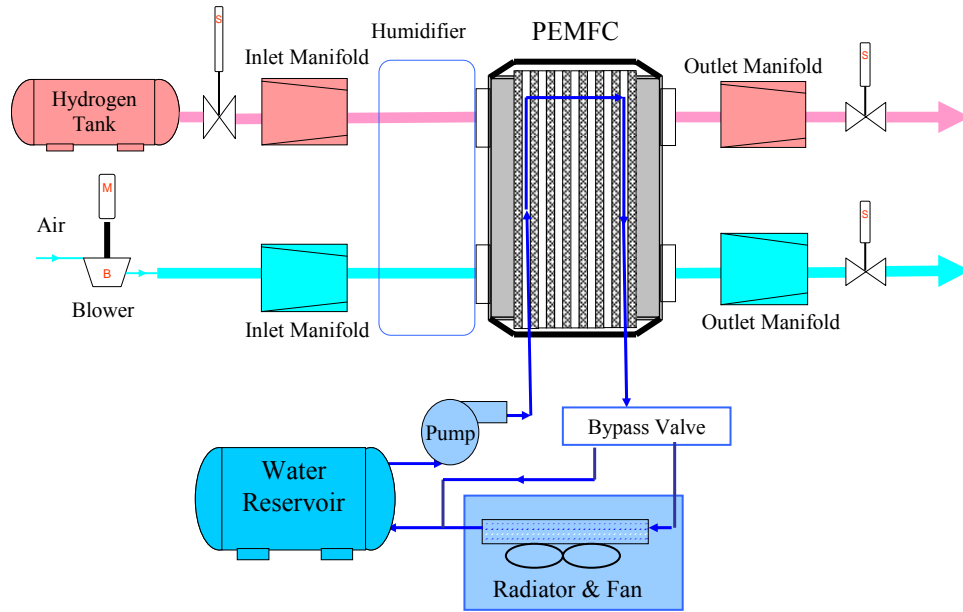 S
Humidifier
PEMFC
Inlet Manifold
Outlet Manifold
S
Hydrogen
Tank
M
Air
B
Blower
S
Inlet Manifold
Outlet Manifold
Pump
Bypass Valve
Water
Reservoir
Radiator & Fan